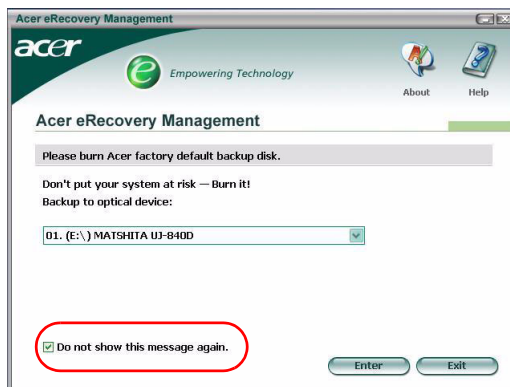 Acer eRecovery Management
acer
e
Empowering Technology
About
Help
Acer eRecovery Management
Please burn Acer factory default backup disk.
Don't put your system at risk — Burn it!
Backup to optical device:
01. (E:\) MATSHITA UJ-840D
Do not show this message again.
Enter
Exit